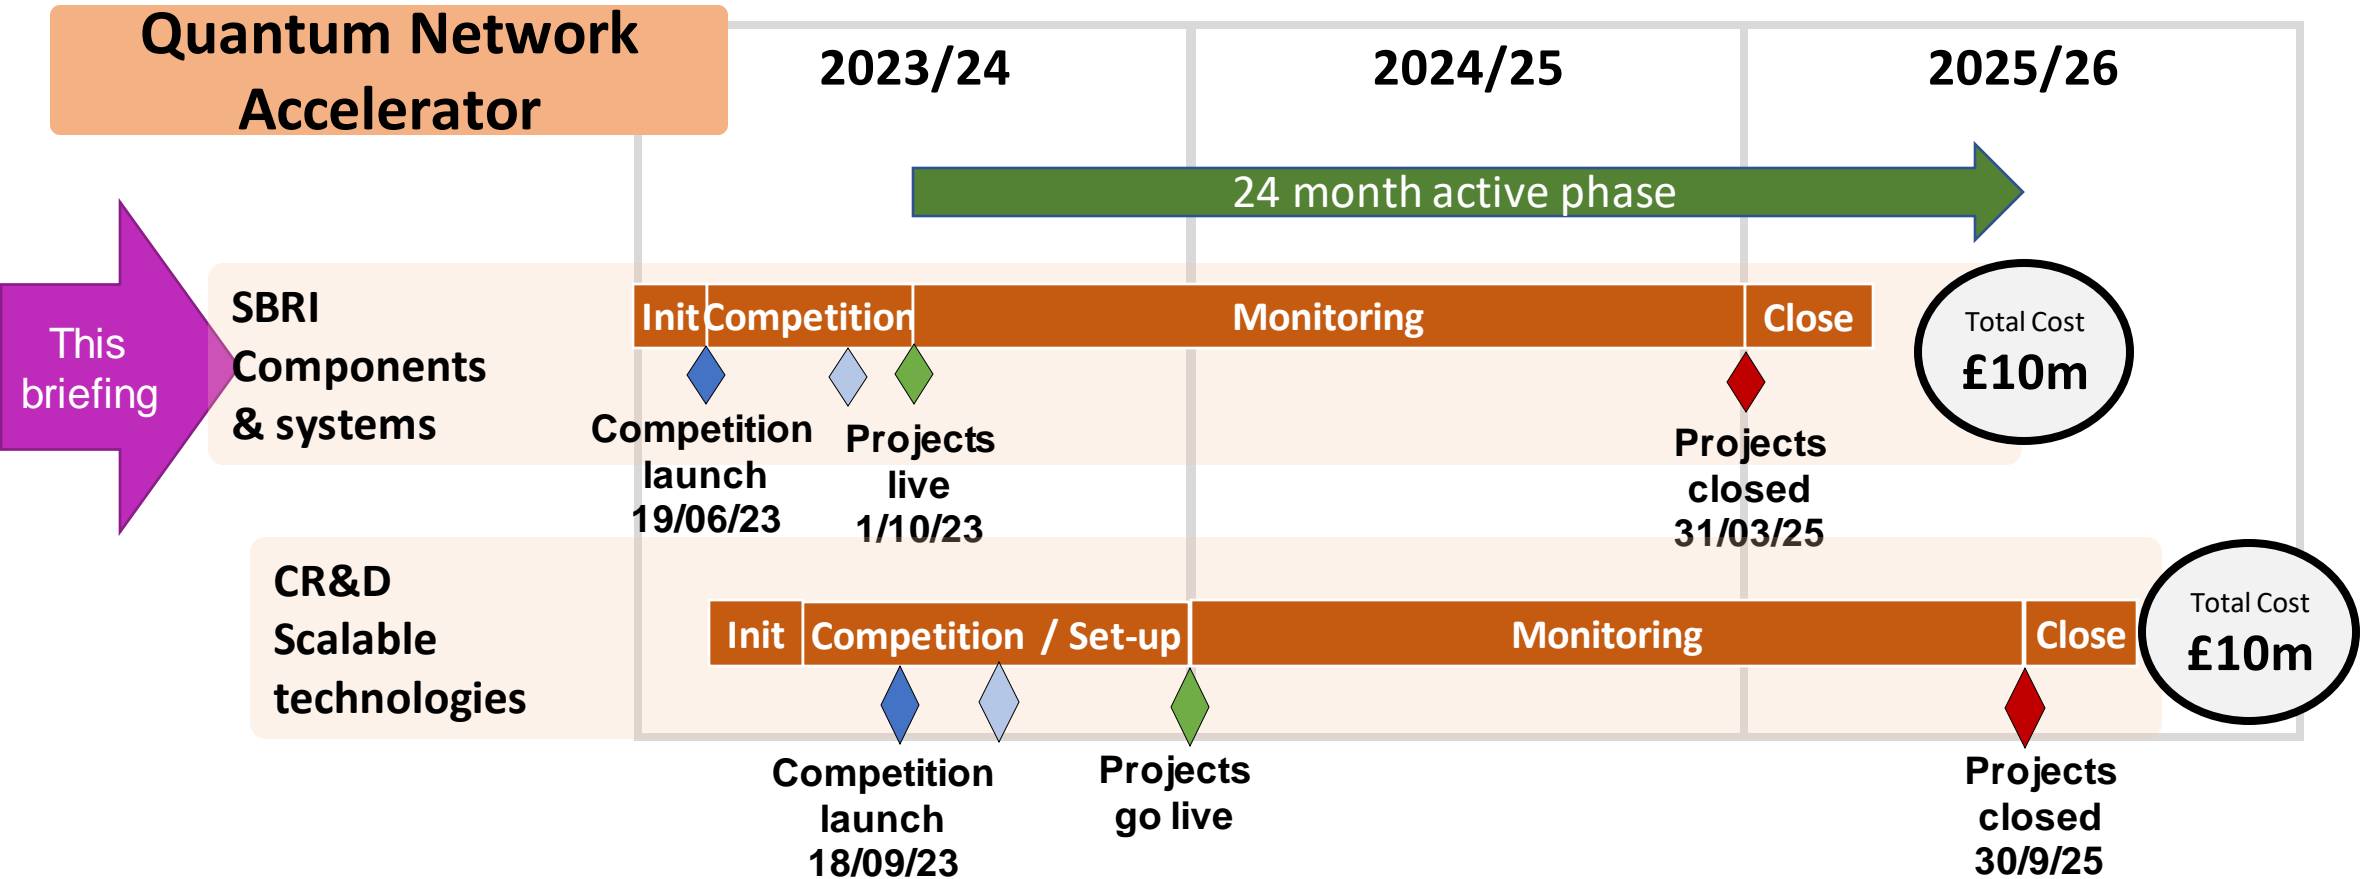 Quantum Network
Accelerator
2023/24
2024/25
2025/26
24 month active phase
This
briefing
SBRI
Components
& systems
Init
Competition
Monitoring
Close
Total Cost
£10m
Competition
launch
19/06/23
Projects
live
1/10/23
Projects
closed
31/03/25
CR&D
Scalable
technologies
Init
Competition / Set-up
Monitoring
Close
Total Cost
£10m
Competition
launch
18/09/23
Projects
go live
Projects
closed
30/9/25